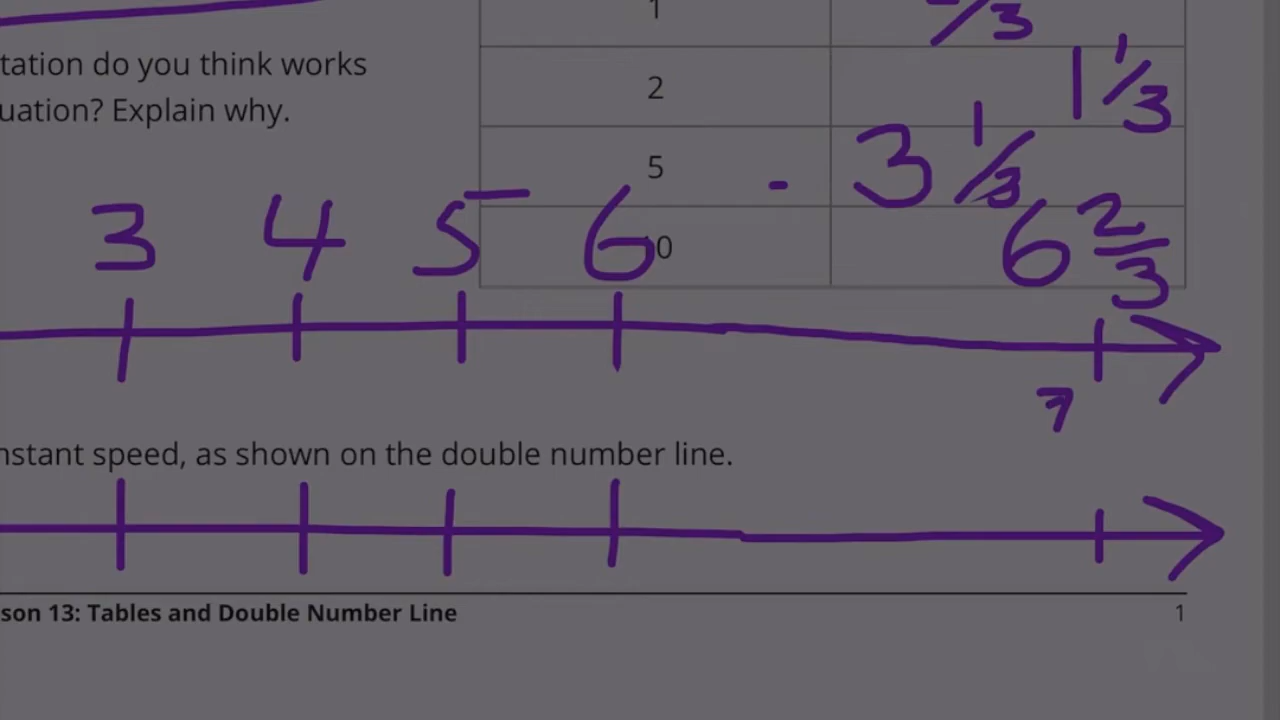 1 /3
tation do you think works
2 1 1/3
uation? Explain why.
5 - 3 1/3
3 4 5 6 0 6 2/3
7
nstant speed, as shown on the double number line.
son 13: Tables and Double Number Line 1